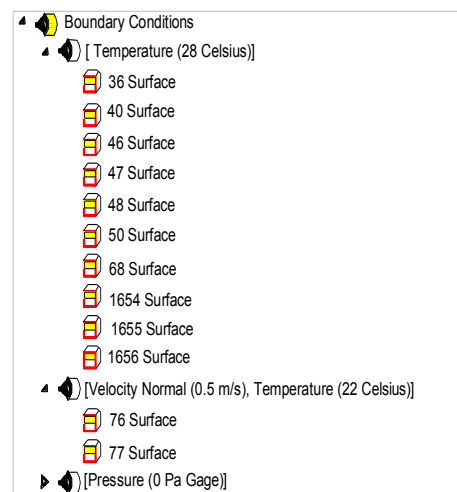 Boundary Conditions
[ Temperature (28 Celsius)]
36 Surface
40 Surface
46 Surface
47 Surface
48 Surface
50 Surface
68 Surface
1654 Surface
1655 Surface
1656 Surface
[Velocity Normal (0.5 m/s), Temperature (22 Celsius)]
76 Surface
77 Surface
[Pressure (0 Pa Gage)]